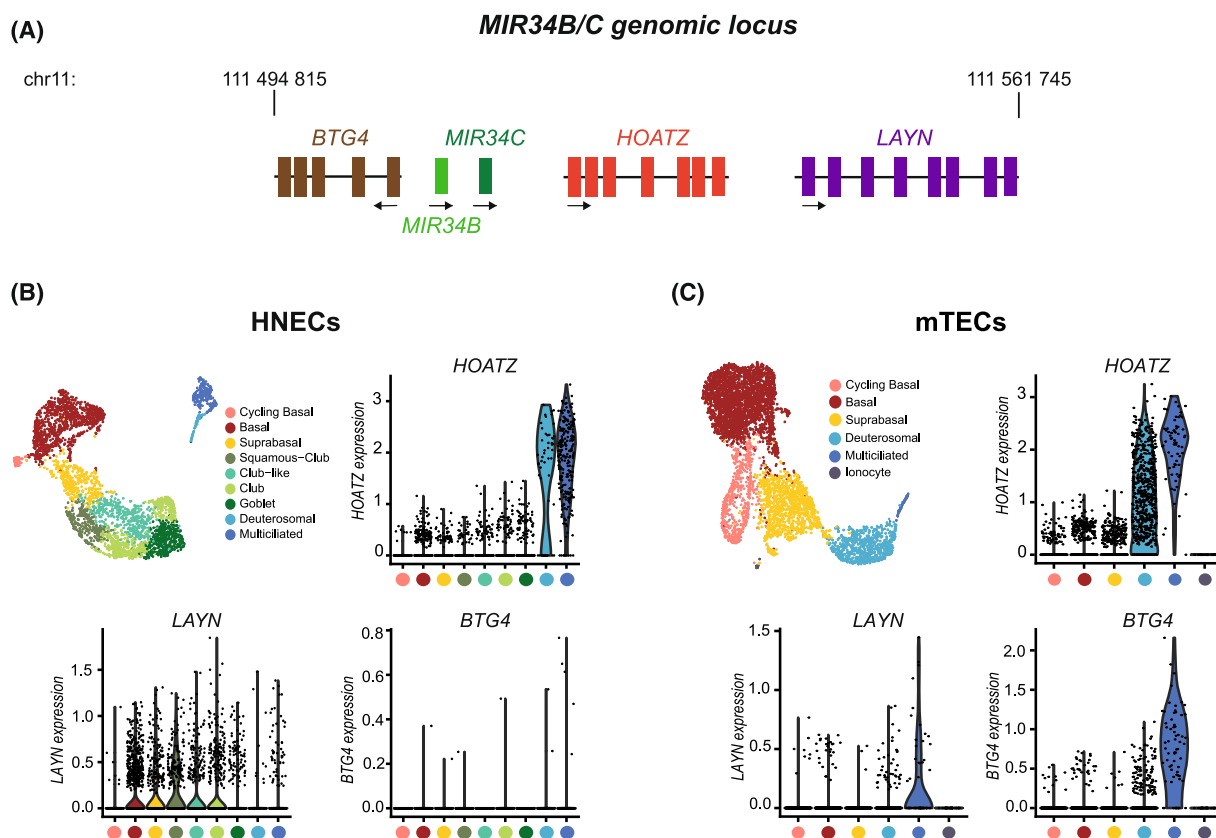 (A)
MIR34B/C genomic locus
chr11:
111 494 815
111 561 745
BTG4
MIR34C
HOATZ
LAYN
MIR34B
(B)
HNECs
Cycling Basal
Basal
Suprabasal
Squamous-Club
Club-like
Club
Goblet
Deuterosomal
Multiciliated
HOATZ
HOATZ expression
3
2
1
0
LAYN
LAYN expression
1.5
1.0
0.5
0.0
BTG4
BTG4 expression
0.8
0.6
0.4
0.2
0.0
(C)
mTECs
Cycling Basal
Basal
Suprabasal
Deuterosomal
Multiciliated
Ionocyte
HOATZ
HOATZ expression
3
2
1
0
LAYN
LAYN expression
1.5
1.0
0.5
0.0
BTG4
BTG4 expression
2.0
1.5
1.0
0.5
0.0